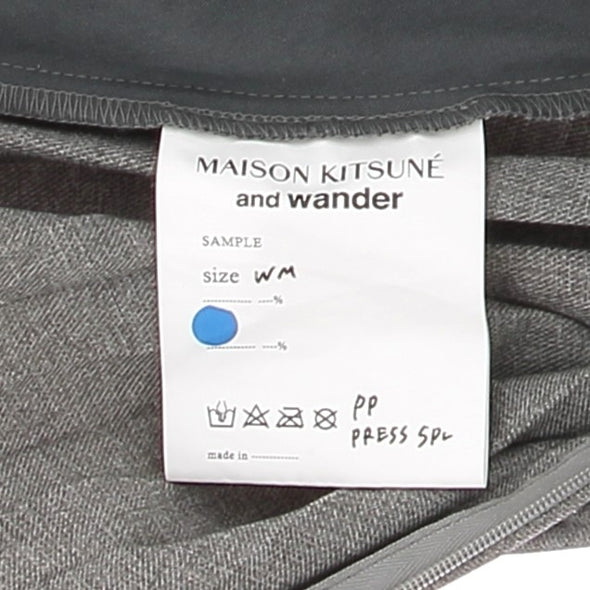 MAISON KITSUNÉ
and wander
SAMPLE
size WM
------------ ----%
------------ ----%
PP
PRESS SPL
made in ------------